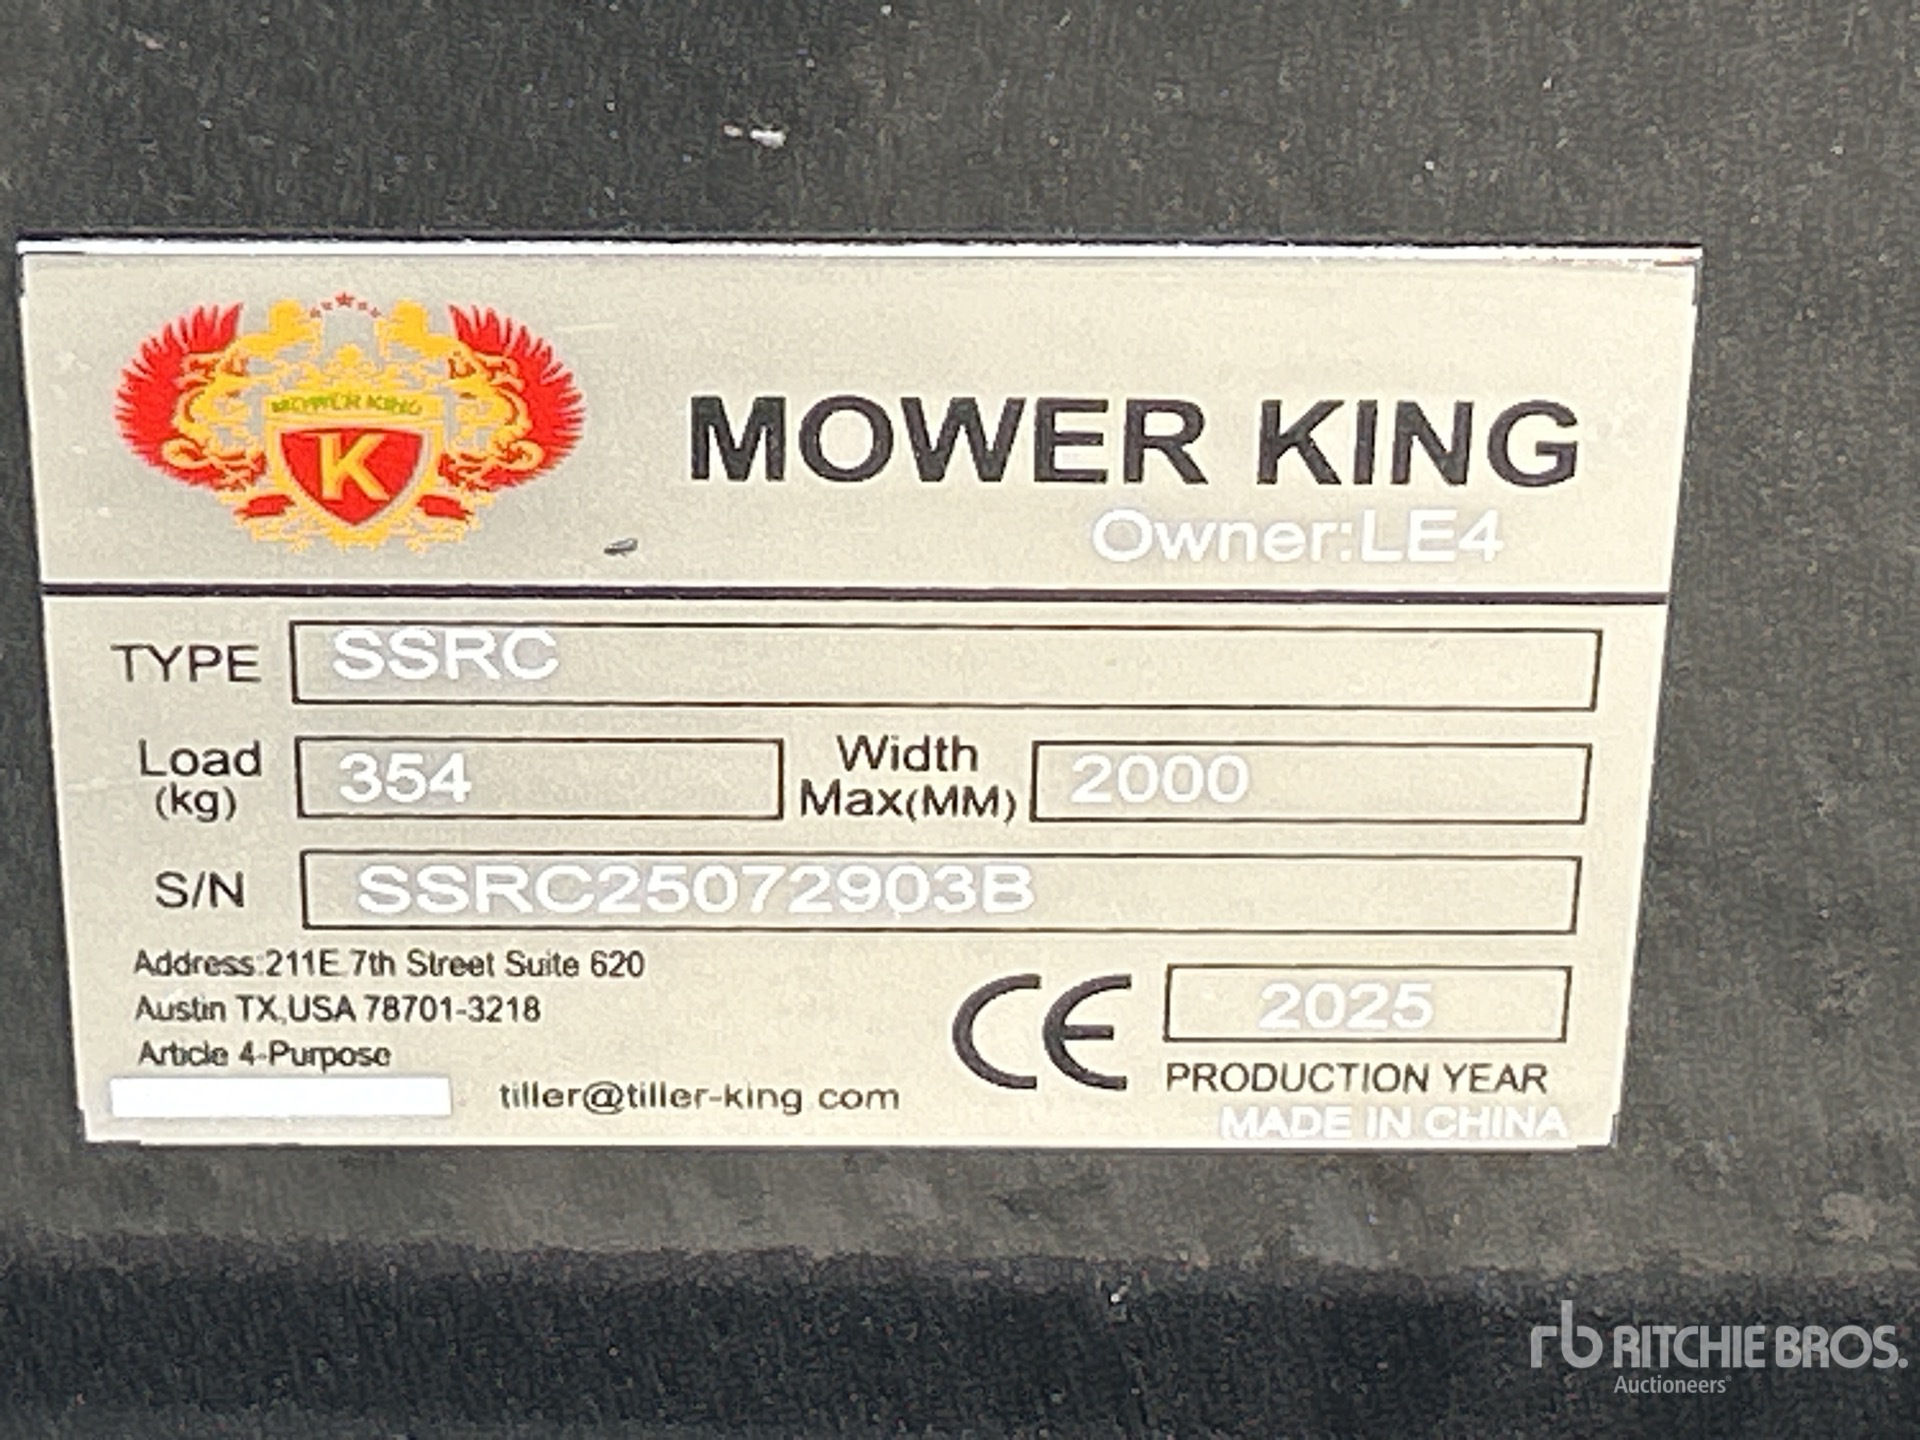 MOWER KING
K
MOWER KING
Owner:LE4
TYPE SSRC
Load (kg) 354 Width Max(MM) 2000
S/N SSRC25072903B
Address:211E 7th Street Suite 620
Austin TX,USA 78701-3218
Article 4-Purpose
tiller@tiller-king com
CE
2025
PRODUCTION YEAR
MADE IN CHINA
rb RITCHIE BROS.
Auctioneers